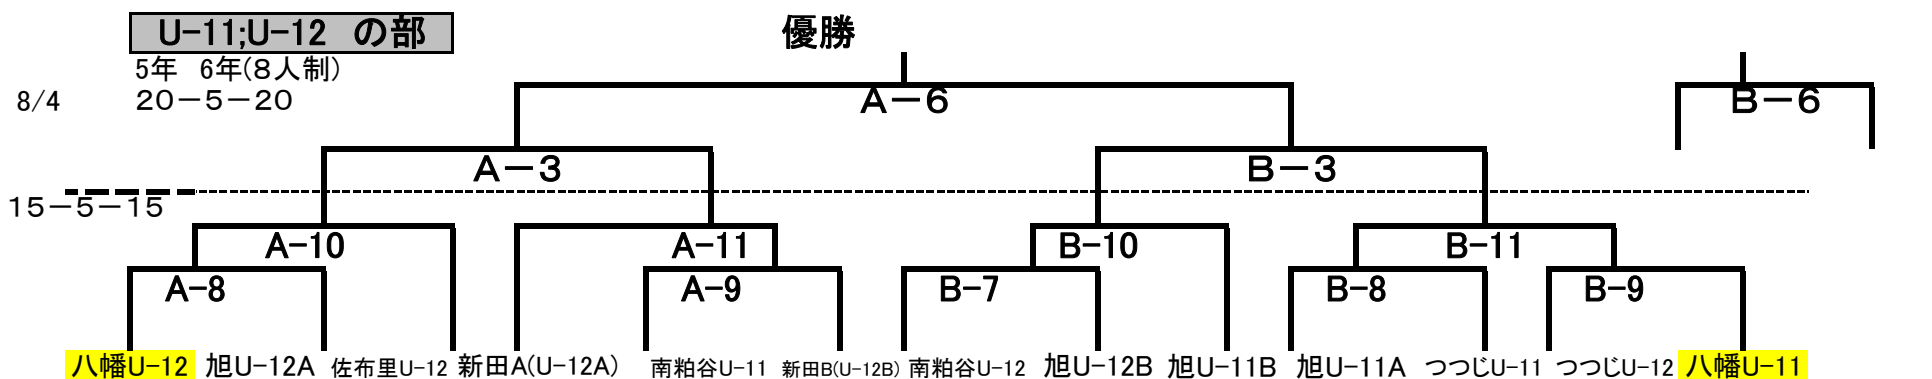 U-11;U-12 の部
優勝
5年 6年(8人制)
8/4
20-5-20
A-6
B-6
A-3
B-3
15-5-15
A-10
A-11
B-10
B-11
A-8
A-9
B-7
B-8
B-9
八幡U-12 旭U-12A 佐布里U-12 新田A(U-12A) 南粕谷U-11 新田B(U-12B) 南粕谷U-12 旭U-12B 旭U-11B 旭U-11A つつじU-11 つつじU-12 八幡U-11